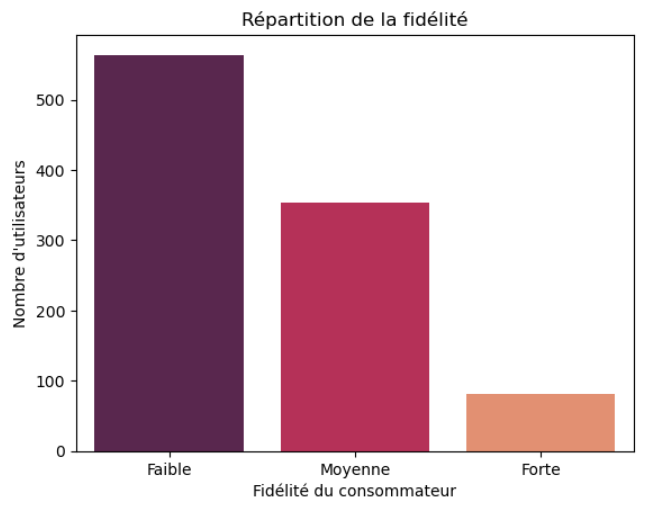 Répartition de la fidélité
Nombre d'utilisateurs
500
400
300
200
100
0
Faible
Moyenne
Forte
Fidélité du consommateur